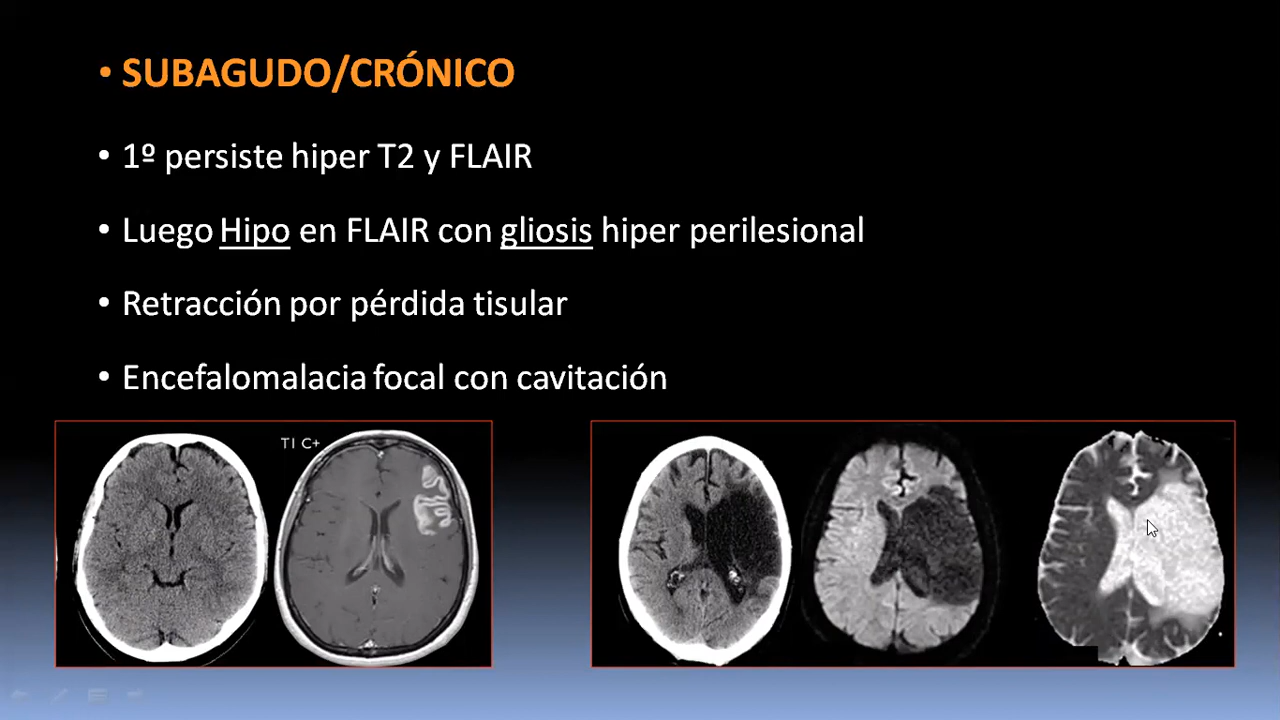 • SUBAGUDO/CRÓNICO
• 1º persiste hiper T2 y FLAIR
• Luego Hipo en FLAIR con gliosis hiper perilesional
• Retracción por pérdida tisular
• Encefalomalacia focal con cavitación
TI C+